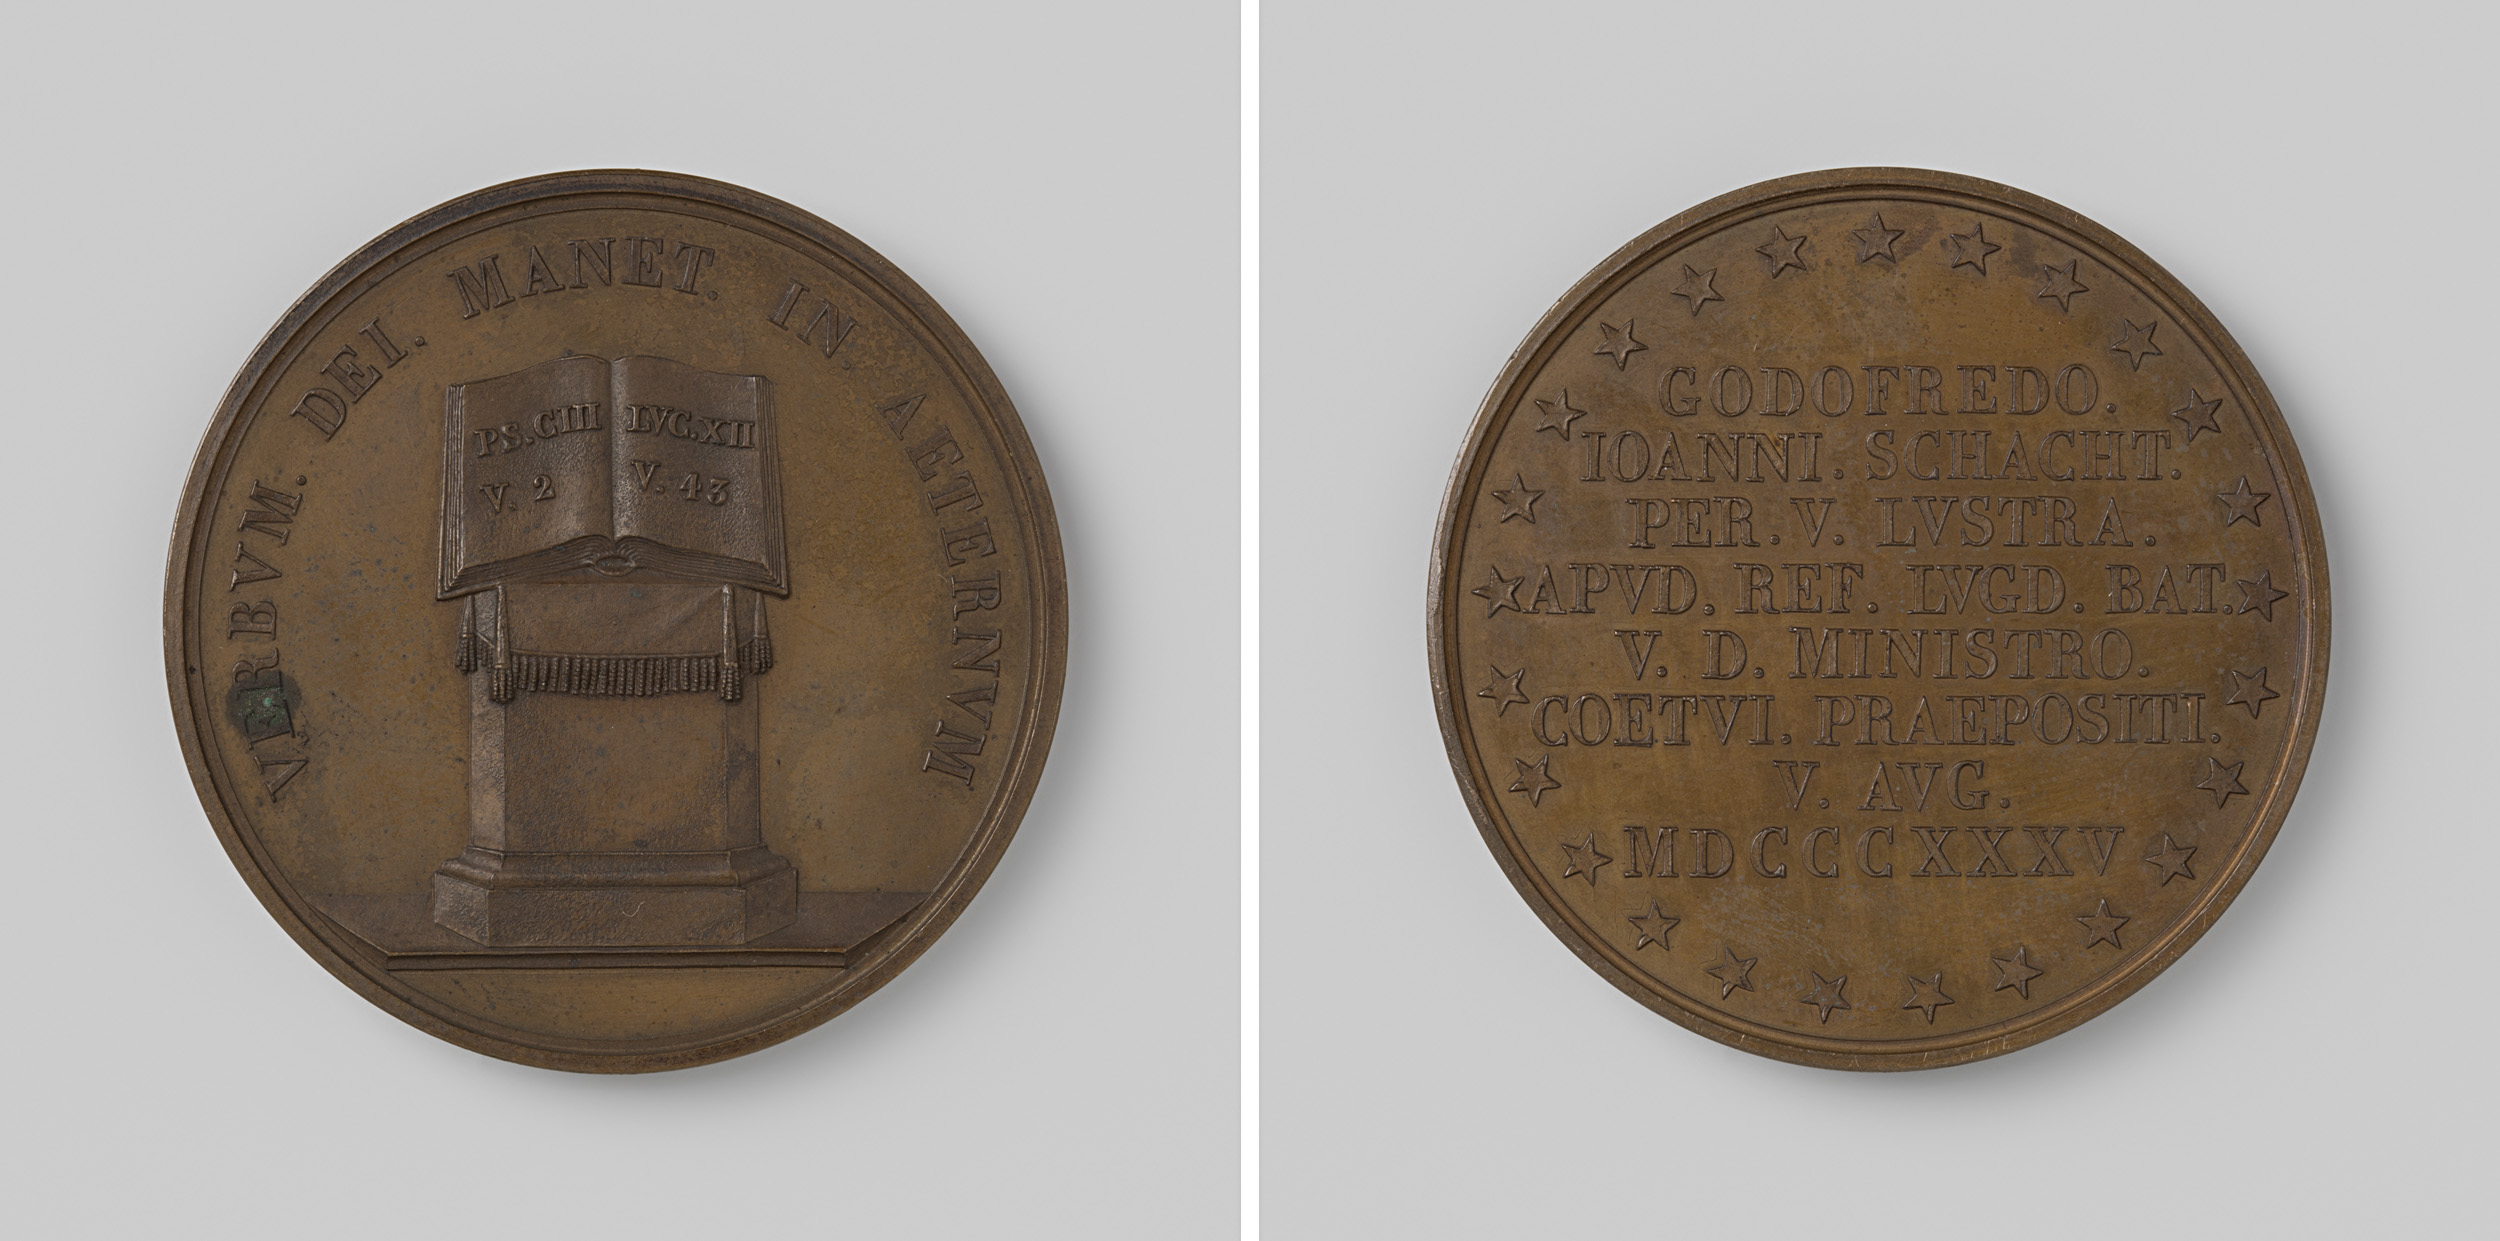 VERBVM. DEI. MANET. IN. AETERNVM
PS. CIII
V. 2
LVC. XII
V. 43
GODOFREDO.
IOANNI. SCHACHT.
PER. V. LVSTRA.
APVD. REF. LVGD. BAT.
V. D. MINISTRO.
COETVI. PRAEPOSITI.
V. AVG.
MDCCCXXXV